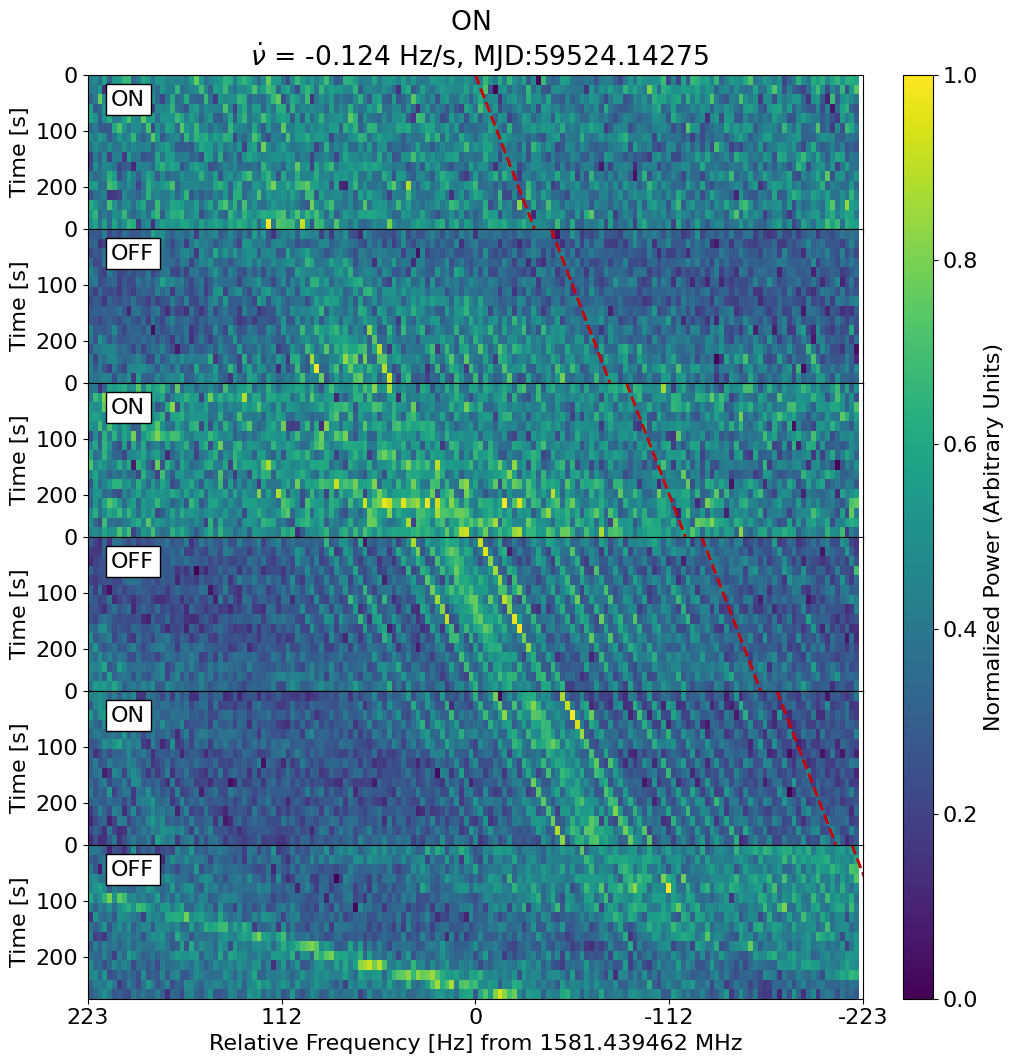 ON
ν̇ = -0.124 Hz/s, MJD:59524.14275
0
ON
100
200
Time [s]
0
OFF
100
200
Time [s]
0
ON
100
200
Time [s]
0
OFF
100
200
Time [s]
0
ON
100
200
Time [s]
0
OFF
100
200
Time [s]
223 112 0 -112 -223
Relative Frequency [Hz] from 1581.439462 MHz
1.0
0.8
0.6
0.4
0.2
0.0
Normalized Power (Arbitrary Units)